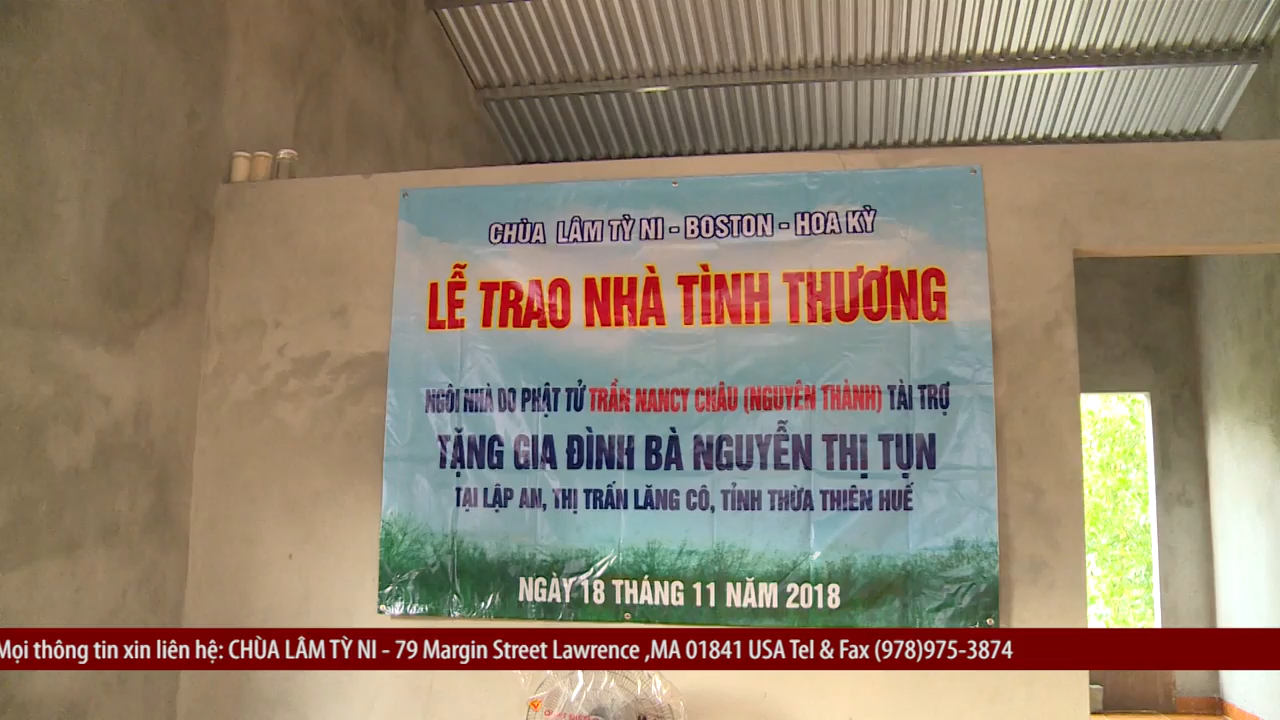 CHÙA LÂM TỲ NI - BOSTON - HOA KỲ
LỄ TRAO NHÀ TÌNH THƯƠNG
NGÔI NHÀ DO PHẬT TỬ TRẦN NANCY CHÂU (NGUYÊN THÀNH) TÀI TRỢ
TẶNG GIA ĐÌNH BÀ NGUYỄN THỊ TỤN
TẠI LẬP AN, THỊ TRẤN LĂNG CÔ, TỈNH THỪA THIÊN HUẾ
NGÀY 18 THÁNG 11 NĂM 2018
Mọi thông tin xin liên hệ: CHÙA LÂM TỲ NI - 79 Margin Street Lawrence ,MA 01841 USA Tel & Fax (978)975-3874